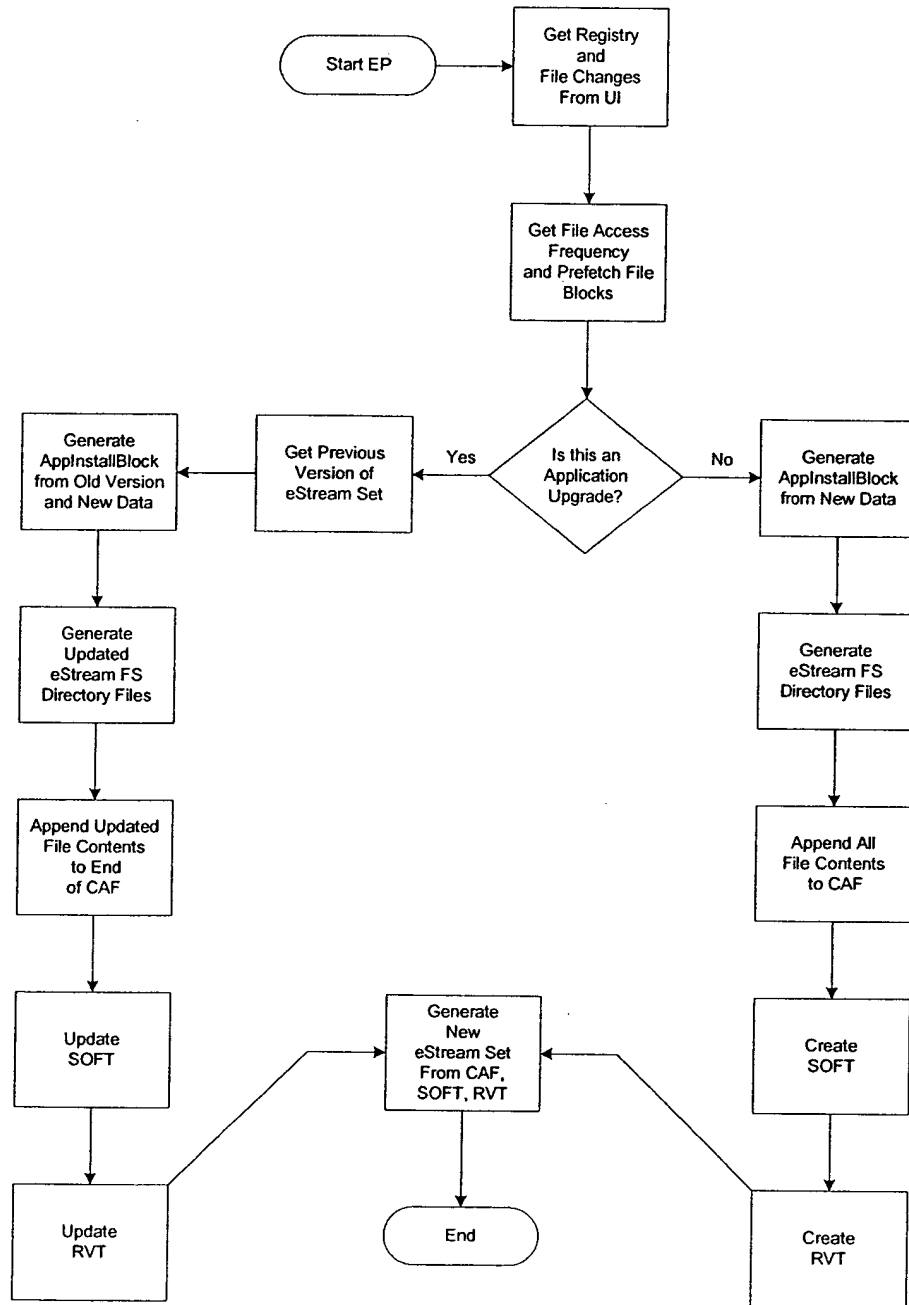 Start EP
Get Registry
and
File Changes
From UI
Get File Access
Frequency
and Prefetch File
Blocks
Is this an
Application
Upgrade?
Yes
No
Get Previous
Version of
eStream Set
Generate
AppInstallBlock
from Old Version
and New Data
Generate
Updated
eStream FS
Directory Files
Append Updated
File Contents
to End
of CAF
Update
SOFT
Update
RVT
Generate
AppInstallBlock
from New Data
Generate
eStream FS
Directory Files
Append All
File Contents
to CAF
Create
SOFT
Create
RVT
Generate
New
eStream Set
From CAF,
SOFT, RVT
End